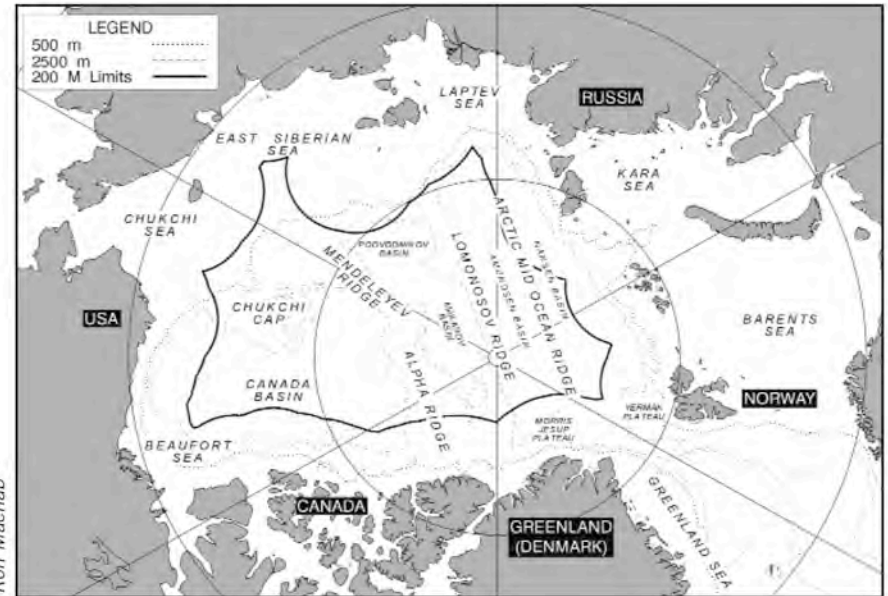 LEGEND
500 m
2500 m
200 M Limits
LAPTEV
SEA
RUSSIA
EAST SIBERIAN
SEA
KARA
SEA
CHUKCHI
SEA
PODVODNIKOV
BASIN
MENDELEYEV
RIDGE
LOMONOSOV RIDGE
ARCTIC MID OCEAN RIDGE
NANSEN BASIN
AMUNDSEN BASIN
MAKAROV
BASIN
CHUKCHI
CAP
USA
BARENTS
SEA
ALPHA RIDGE
CANADA
BASIN
NORWAY
YERMAK
PLATEAU
MORRIS
JESUP
PLATEAU
BEAUFORT
SEA
CANADA
GREENLAND
(DENMARK)
GREENLAND SEA
Ron Macnab